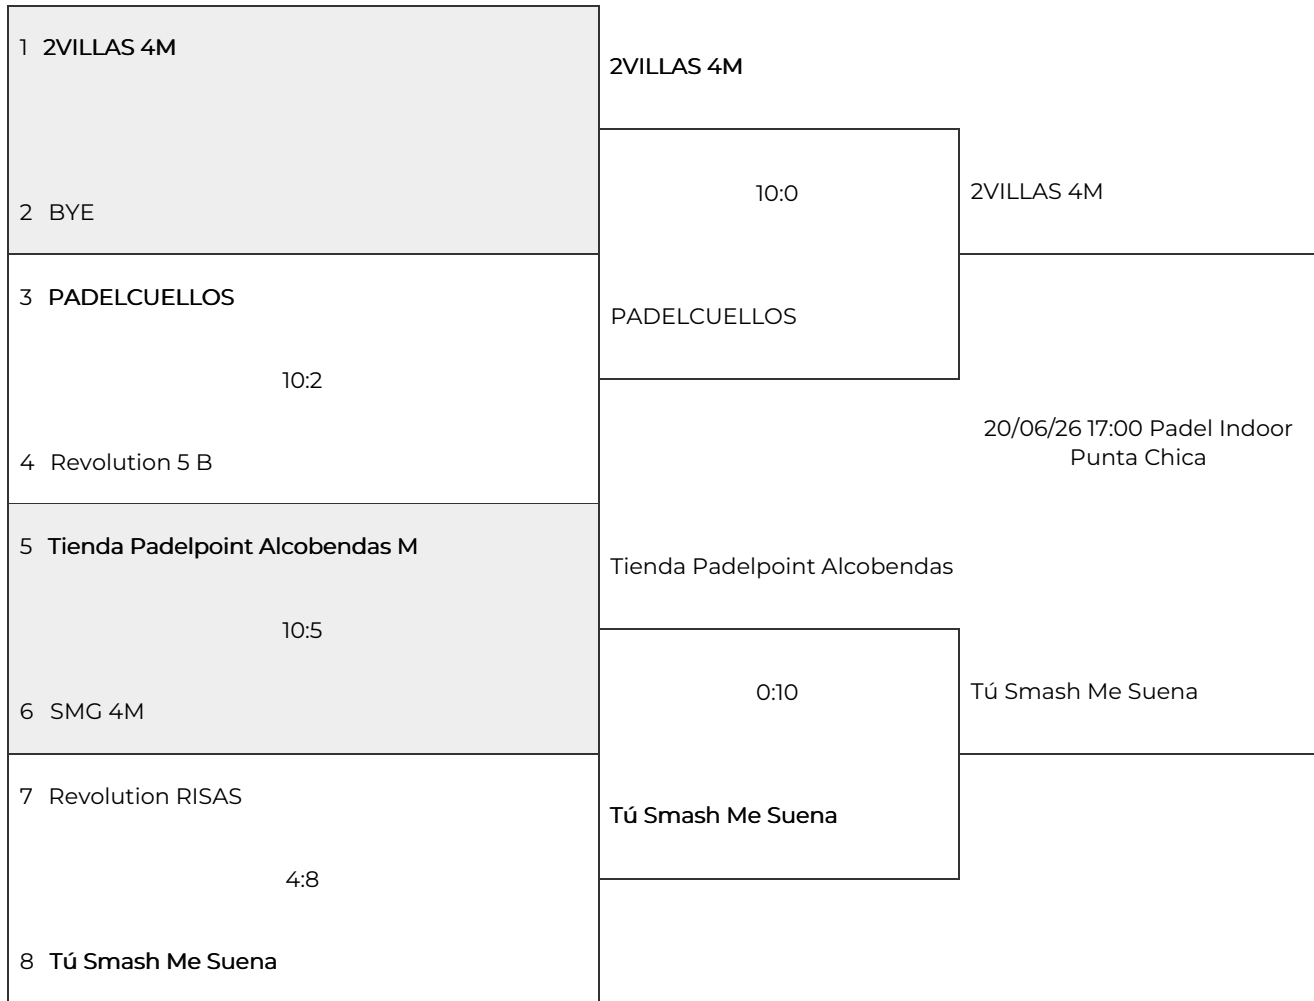 1 2VILLAS 4M
2 BYE
3 PADELCUELLOS
10:2
4 Revolution 5 B
5 Tienda Padelpoint Alcobendas M
10:5
6 SMG 4M
7 Revolution RISAS
4:8
8 Tú Smash Me Suena
2VILLAS 4M
10:0
PADELCUELLOS
Tienda Padelpoint Alcobendas
0:10
Tú Smash Me Suena
2VILLAS 4M
20/06/26 17:00 Padel Indoor
Punta Chica
Tú Smash Me Suena